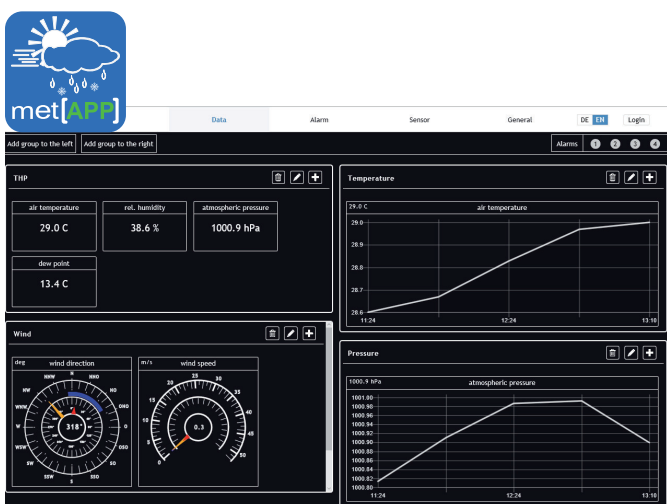 met[APP]
Data Alarm Sensor General DE EN Login
Add group to the left Add group to the right Alarms 1 2 3 4
THP
air temperature rel. humidity atmospheric pressure
29.0 C 38.6 % 1000.9 hPa
dew point
13.4 C
Temperature
29.0 C air temperature
29.0
28.9
28.8
28.7
28.6
11:24 12:24 13:10
Wind
deg wind direction
N
NNW NNO
NW NO
WNW ONO
W O
WSW OSO
SW SO
SSW SSO
S
318°
m/s wind speed
0 5 10 15 20 25 30 35 40 45 50
0.3
Pressure
1000.9 hPa atmospheric pressure
1001.00
1000.98
1000.96
1000.94
1000.92
1000.90
1000.88
1000.86
1000.84
1000.82
1000.80
11:24 12:24 13:10